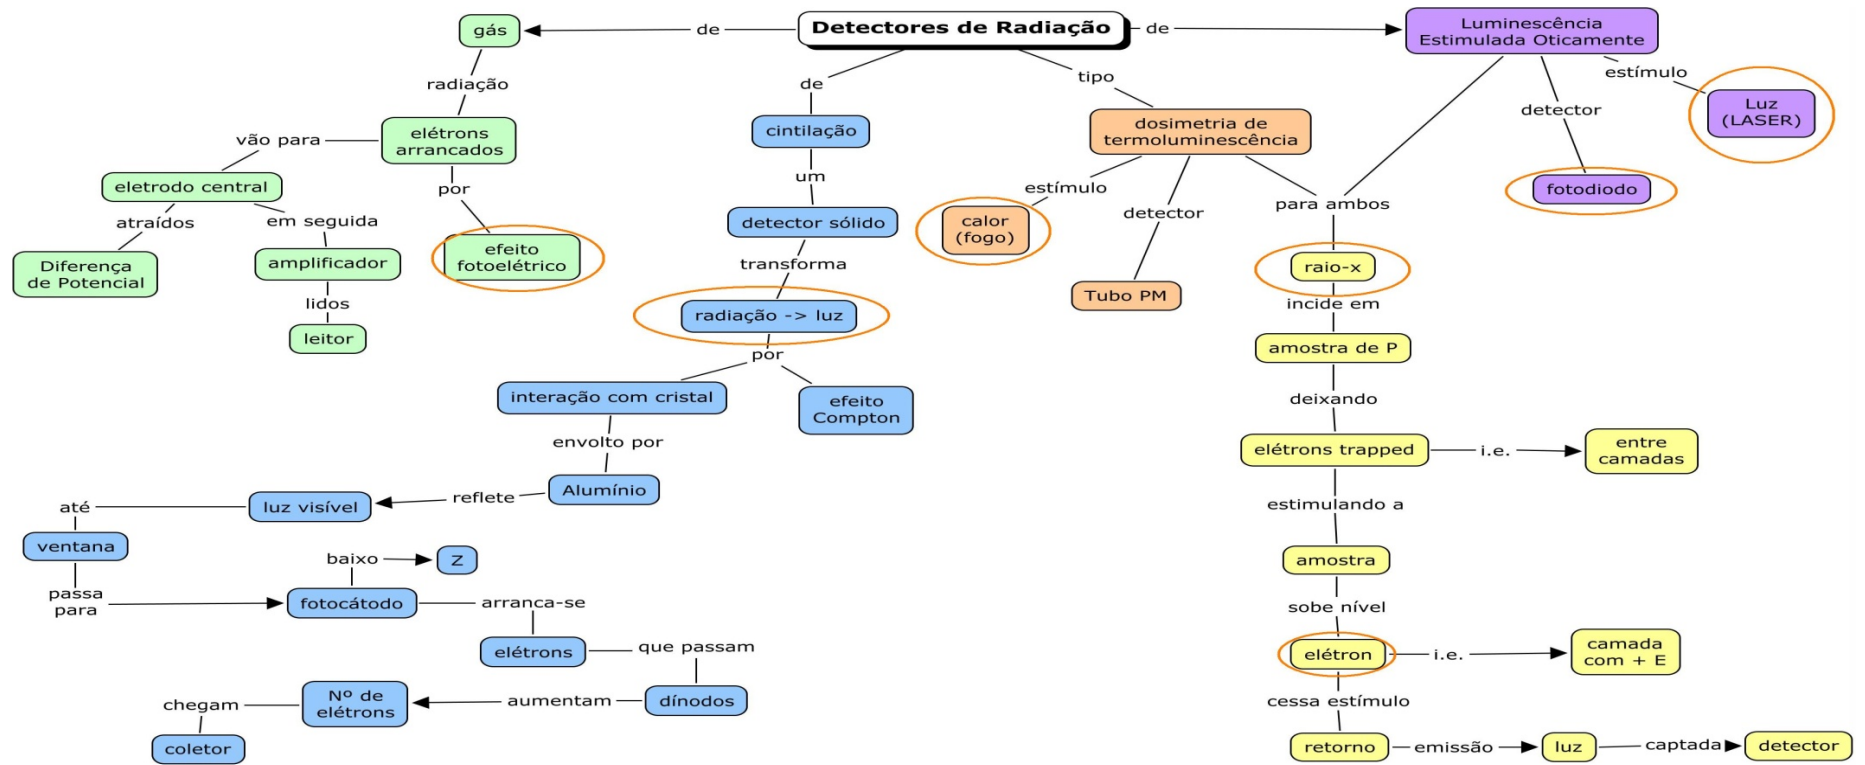 Detectores de Radiação
de
gás
radiação
elétrons
arrancados
vão para
eletrodo central
atraídos
Diferença
de Potencial
em seguida
amplificador
lidos
leitor
por
efeito
fotoelétrico
de
cintilação
um
detector sólido
transforma
radiação -> luz
por
interação com cristal
efeito
Compton
envolto por
Alumínio
reflete
luz visível
até
ventana
passa
para
fotocátodo
baixo
Z
arranca-se
elétrons
que passam
dínodos
aumentam
Nº de
elétrons
chegam
coletor
tipo
dosimetria de
termoluminescência
estímulo
calor
(fogo)
detector
Tubo PM
de
Luminescência
Estimulada Oticamente
estímulo
Luz
(LASER)
detector
fotodiodo
para ambos
raio-x
incide em
amostra de P
deixando
elétrons trapped
i.e.
entre
camadas
estimulando a
amostra
sobe nível
elétron
i.e.
camada
com + E
cessa estímulo
retorno
emissão
luz
captada
detector